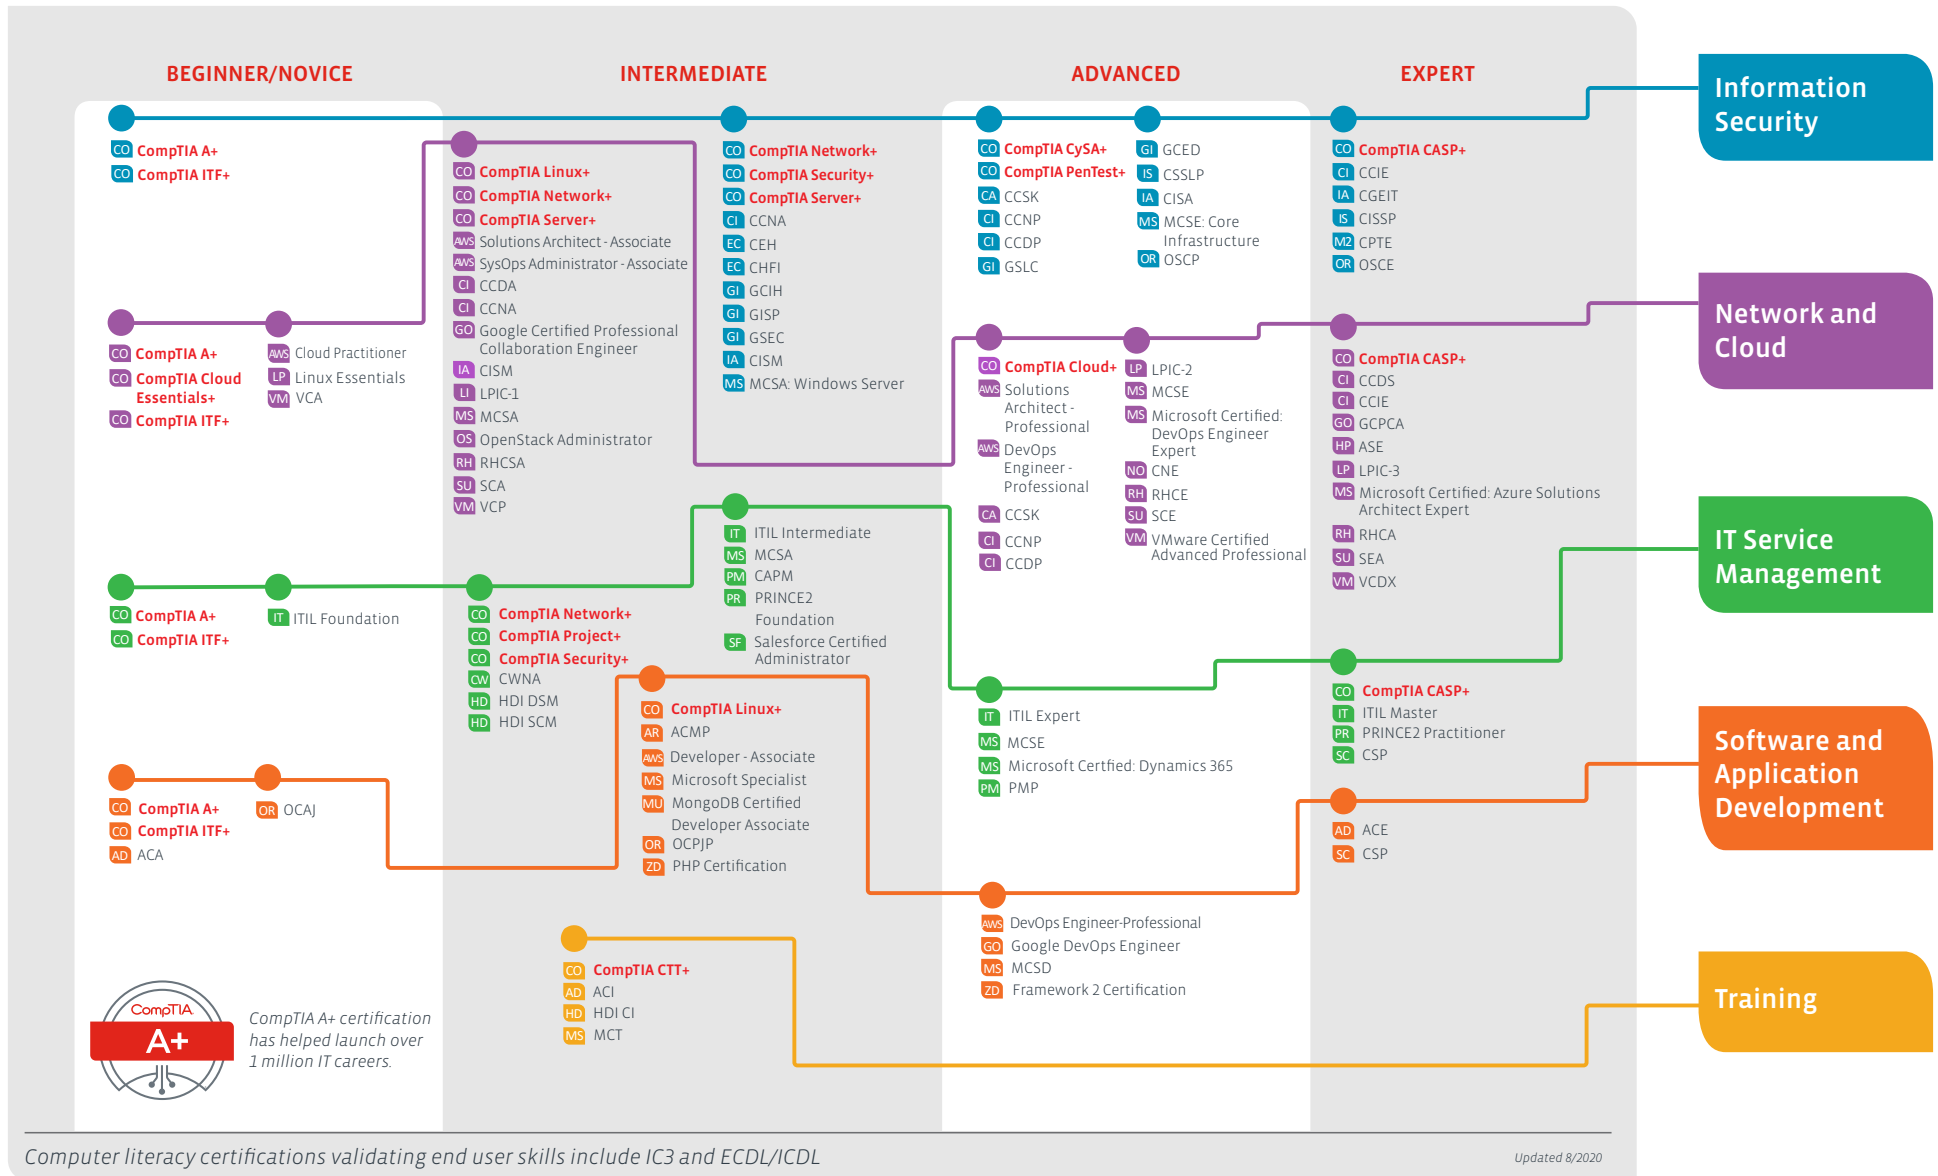 BEGINNER/NOVICE
INTERMEDIATE
ADVANCED
EXPERT
Information
Security
CO CompTIA A+
CO CompTIA ITF+
CO CompTIA Network+
CO CompTIA Security+
CO CompTIA Server+
CI CCNA
EC CEH
EC CHFI
GI GCIH
GI GISP
GI GSEC
IA CISM
MS MCSA: Windows Server
CO CompTIA CySA+
CO CompTIA PenTest+
CA CCSK
CI CCNP
CI CCDP
GI GSLC
GI GCED
IS CSSLP
IA CISA
MS MCSE: Core
Infrastructure
OR OSCP
CO CompTIA CASP+
CI CCIE
IA CGEIT
IS CISSP
M2 CPTE
OR OSCE
Network and
Cloud
CO CompTIA A+
CO CompTIA Cloud
Essentials+
CO CompTIA ITF+
AWS Cloud Practitioner
LP Linux Essentials
VM VCA
CO CompTIA Linux+
CO CompTIA Network+
CO CompTIA Server+
AWS Solutions Architect - Associate
AWS SysOps Administrator - Associate
CI CCDA
CI CCNA
GO Google Certified Professional
Collaboration Engineer
IA CISM
LI LPIC-1
MS MCSA
OS OpenStack Administrator
RH RHCSA
SU SCA
VM VCP
CO CompTIA Cloud+
AWS Solutions
Architect -
Professional
AWS DevOps
Engineer -
Professional
CA CCSK
CI CCNP
CI CCDP
LP LPIC-2
MS MCSE
MS Microsoft Certified:
DevOps Engineer
Expert
NO CNE
RH RHCE
SU SCE
VM VMware Certified
Advanced Professional
CO CompTIA CASP+
CI CCDS
CI CCIE
GO GCPCA
HP ASE
LP LPIC-3
MS Microsoft Certified: Azure Solutions
Architect Expert
RH RHCA
SU SEA
VM VCDX
IT Service
Management
CO CompTIA A+
CO CompTIA ITF+
IT ITIL Foundation
CO CompTIA Network+
CO CompTIA Project+
CO CompTIA Security+
CW CWNA
HD HDI DSM
HD HDI SCM
IT ITIL Intermediate
MS MCSA
PM CAPM
PR PRINCE2
Foundation
SF Salesforce Certified
Administrator
IT ITIL Expert
MS MCSE
MS Microsoft Certfied: Dynamics 365
PM PMP
CO CompTIA CASP+
IT ITIL Master
PR PRINCE2 Practitioner
SC CSP
Software and
Application
Development
CO CompTIA A+
CO CompTIA ITF+
AD ACA
OR OCAJ
CO CompTIA Linux+
AR ACMP
AWS Developer - Associate
MS Microsoft Specialist
MU MongoDB Certified
Developer Associate
OR OCPJP
ZD PHP Certification
AWS DevOps Engineer-Professional
GO Google DevOps Engineer
MS MCSD
ZD Framework 2 Certification
AD ACE
SC CSP
Training
CO CompTIA CTT+
AD ACI
HD HDI CI
MS MCT
CompTIA
A+
CompTIA A+ certification
has helped launch over
1 million IT careers.
Computer literacy certifications validating end user skills include IC3 and ECDL/ICDL
Updated 8/2020